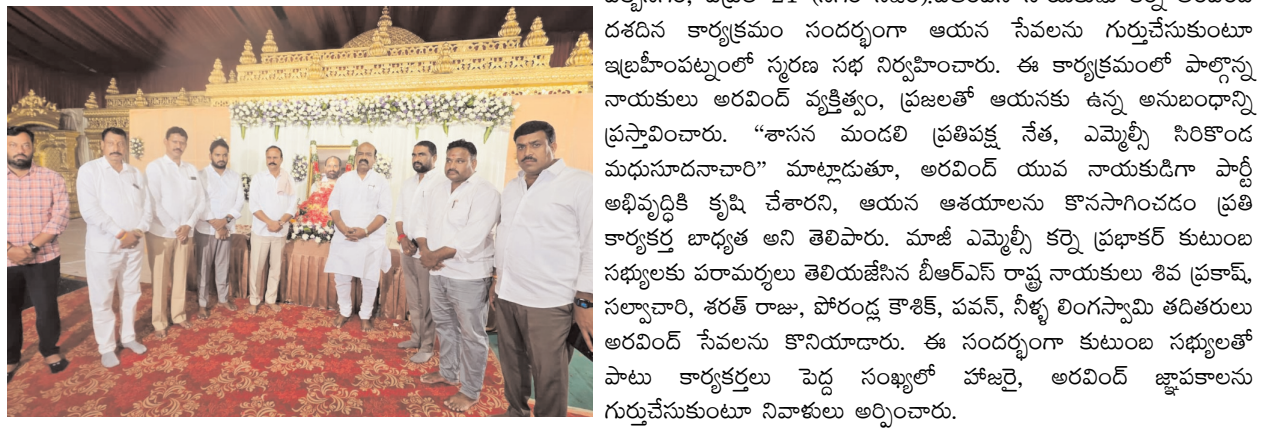 దశదిన కార్యక్రమం సందర్భంగా ఆయన సేవలను గుర్తుచేసుకుంటూ
ఇబ్రహీంపట్నంలో స్మరణ సభ నిర్వహించారు. ఈ కార్యక్రమంలో పాల్గొన్న
నాయకులు అరవింద్ వ్యక్తిత్వం, ప్రజలతో ఆయనకు ఉన్న అనుబంధాన్ని
ప్రస్తావించారు. “శాసన మండలి ప్రతిపక్ష నేత, ఎమ్మెల్సీ సిరికొండ
మధుసూదనాచారి” మాట్లాడుతూ, అరవింద్ యువ నాయకుడిగా పార్టీ
అభివృద్ధికి కృషి చేశారని, ఆయన ఆశయాలను కొనసాగించడం ప్రతి
కార్యకర్త బాధ్యత అని తెలిపారు. మాజీ ఎమ్మెల్సీ కర్నె ప్రభాకర్ కుటుంబ
సభ్యులకు పరామర్శలు తెలియజేసిన బీఆర్ఎస్ రాష్ట్ర నాయకులు శివ ప్రకాష్,
సల్వాచారి, శరత్ రాజు, పోరండ్ల కౌశిక్, పవన్, నీళ్ళ లింగస్వామి తదితరులు
అరవింద్ సేవలను కొనియాడారు. ఈ సందర్భంగా కుటుంబ సభ్యులతో
పాటు కార్యకర్తలు పెద్ద సంఖ్యలో హాజరై, అరవింద్ జ్ఞాపకాలను
గుర్తుచేసుకుంటూ నివాళులు అర్పించారు.